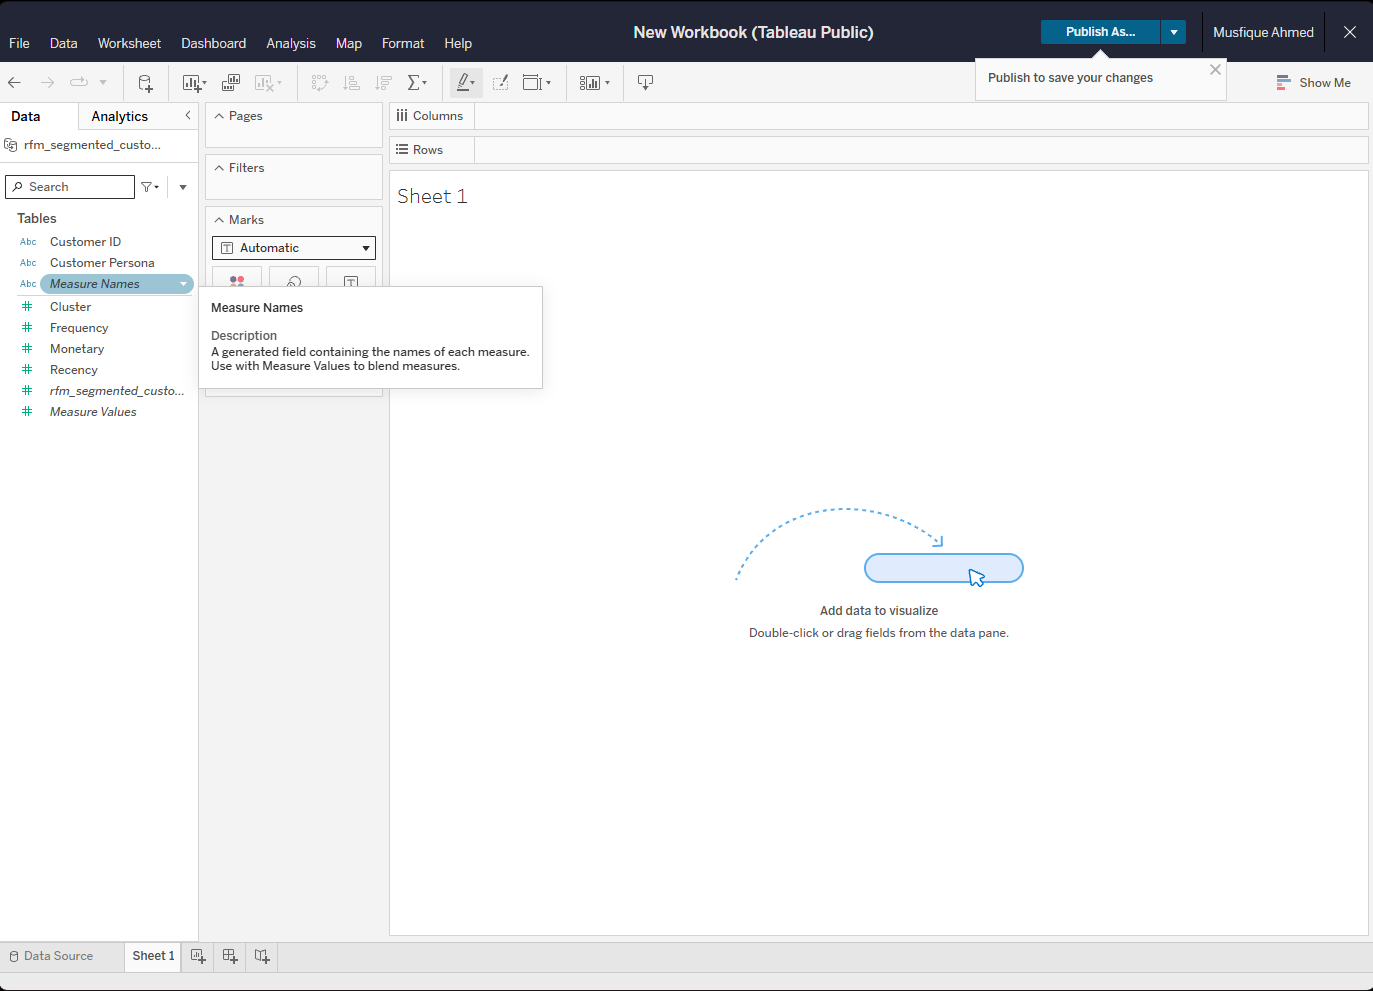 New Workbook (Tableau Public)
Publish As...
Musfique Ahmed
File Data Worksheet Dashboard Analysis Map Format Help
Publish to save your changes
Show Me
Data Analytics
rfm_segmented_custo...
Search
Tables
Abc Customer ID
Abc Customer Persona
Abc Measure Names
Cluster
Frequency
Monetary
Recency
rfm_segmented_custo...
Measure Values
Pages
Filters
Marks
Automatic
Measure Names
Description
A generated field containing the names of each measure.
Use with Measure Values to blend measures.
Columns
Rows
Sheet 1
Add data to visualize
Double-click or drag fields from the data pane.
Data Source
Sheet 1